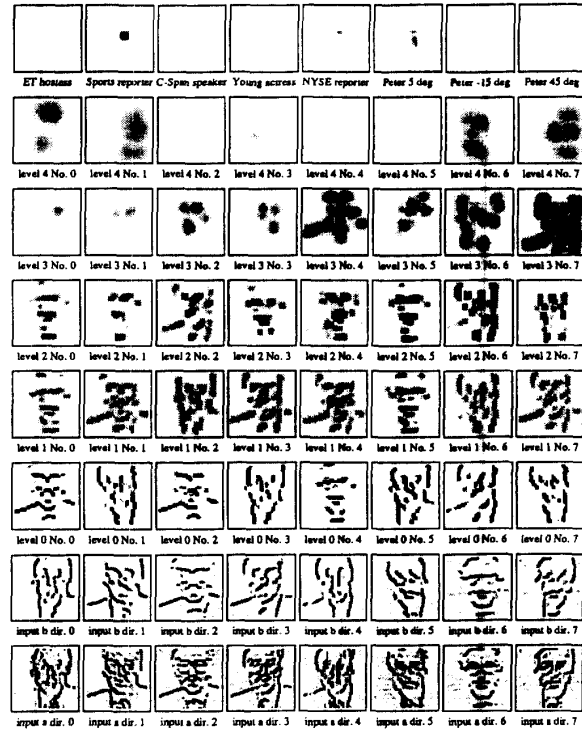 ET hostess Sports reporter C-Span speaker Young actress NYSE reporter Peter 5 deg Peter -15 deg Peter 45 deg
level 4 No. 0 level 4 No. 1 level 4 No. 2 level 4 No. 3 level 4 No. 4 level 4 No. 5 level 4 No. 6 level 4 No. 7
level 3 No. 0 level 3 No. 1 level 3 No. 2 level 3 No. 3 level 3 No. 4 level 3 No. 5 level 3 No. 6 level 3 No. 7
level 2 No. 0 level 2 No. 1 level 2 No. 2 level 2 No. 3 level 2 No. 4 level 2 No. 5 level 2 No. 6 level 2 No. 7
level 1 No. 0 level 1 No. 1 level 1 No. 2 level 1 No. 3 level 1 No. 4 level 1 No. 5 level 1 No. 6 level 1 No. 7
level 0 No. 0 level 0 No. 1 level 0 No. 2 level 0 No. 3 level 0 No. 4 level 0 No. 5 level 0 No. 6 level 0 No. 7
input b dir. 0 input b dir. 1 input b dir. 2 input b dir. 3 input b dir. 4 input b dir. 5 input b dir. 6 input b dir. 7
input a dir. 0 input a dir. 1 input a dir. 2 input a dir. 3 input a dir. 4 input a dir. 5 input a dir. 6 input a dir. 7